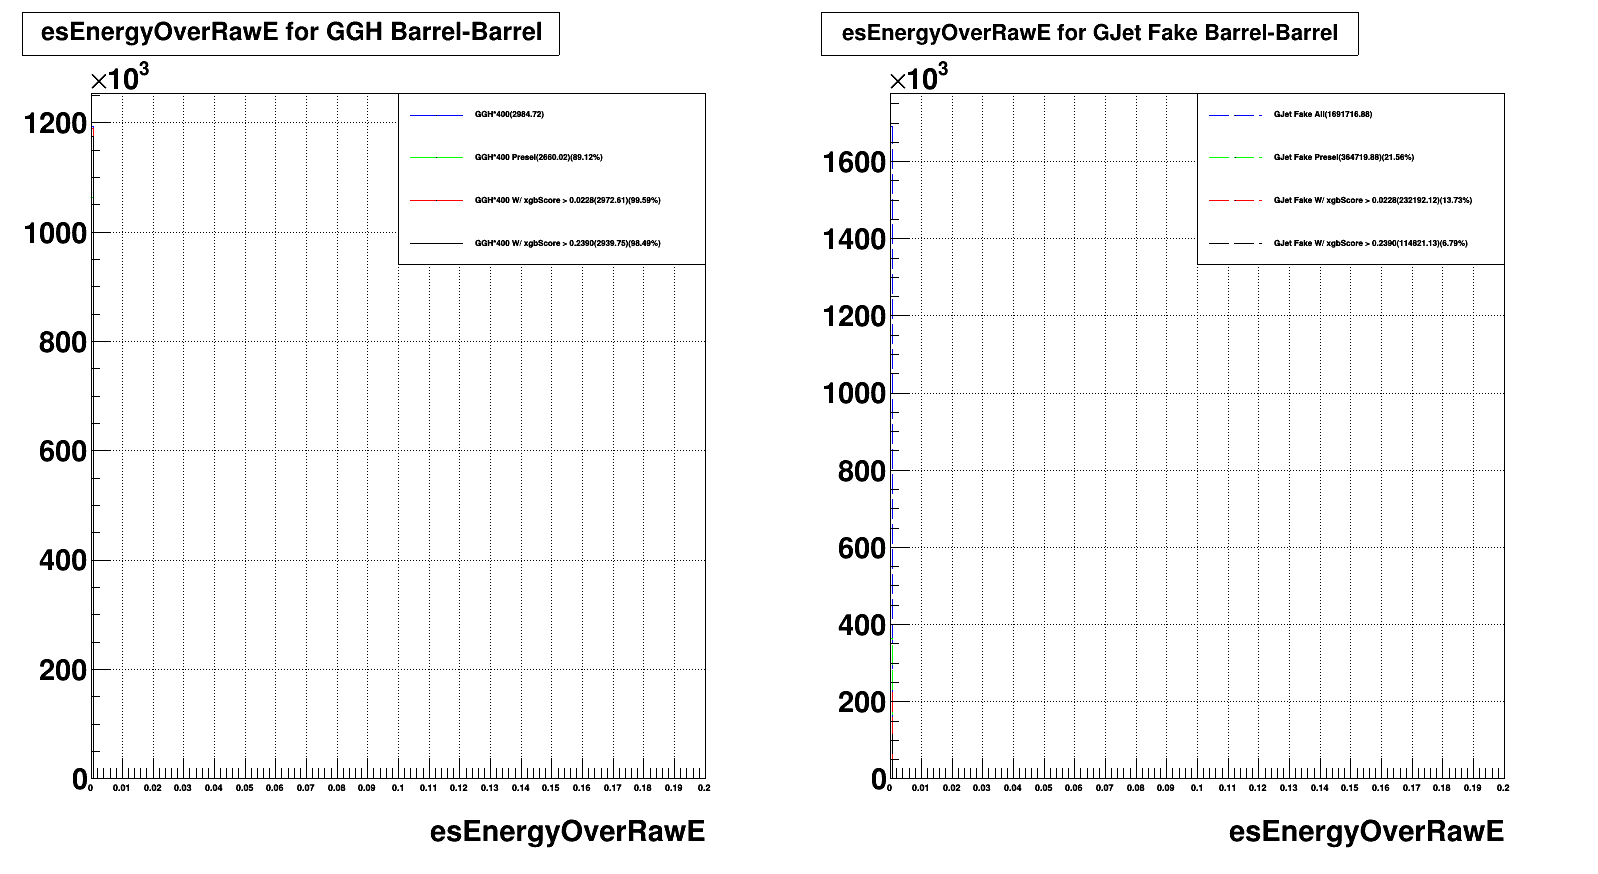 esEnergyOverRawE for GGH Barrel-Barrel
×10³
1200
1000
800
600
400
200
0
GGH*400(2984.72)
GGH*400 Presel(2660.02)(89.12%)
GGH*400 W/ xgbScore > 0.0228(2972.61)(99.59%)
GGH*400 W/ xgbScore > 0.2390(2939.75)(98.49%)
0 0.01 0.02 0.03 0.04 0.05 0.06 0.07 0.08 0.09 0.1 0.11 0.12 0.13 0.14 0.15 0.16 0.17 0.18 0.19 0.2
esEnergyOverRawE
esEnergyOverRawE for GJet Fake Barrel-Barrel
×10³
1600
1400
1200
1000
800
600
400
200
0
GJet Fake All(1691716.88)
GJet Fake Presel(364719.88)(21.56%)
GJet Fake W/ xgbScore > 0.0228(232192.12)(13.73%)
GJet Fake W/ xgbScore > 0.2390(114821.13)(6.79%)
0 0.01 0.02 0.03 0.04 0.05 0.06 0.07 0.08 0.09 0.1 0.11 0.12 0.13 0.14 0.15 0.16 0.17 0.18 0.19 0.2
esEnergyOverRawE